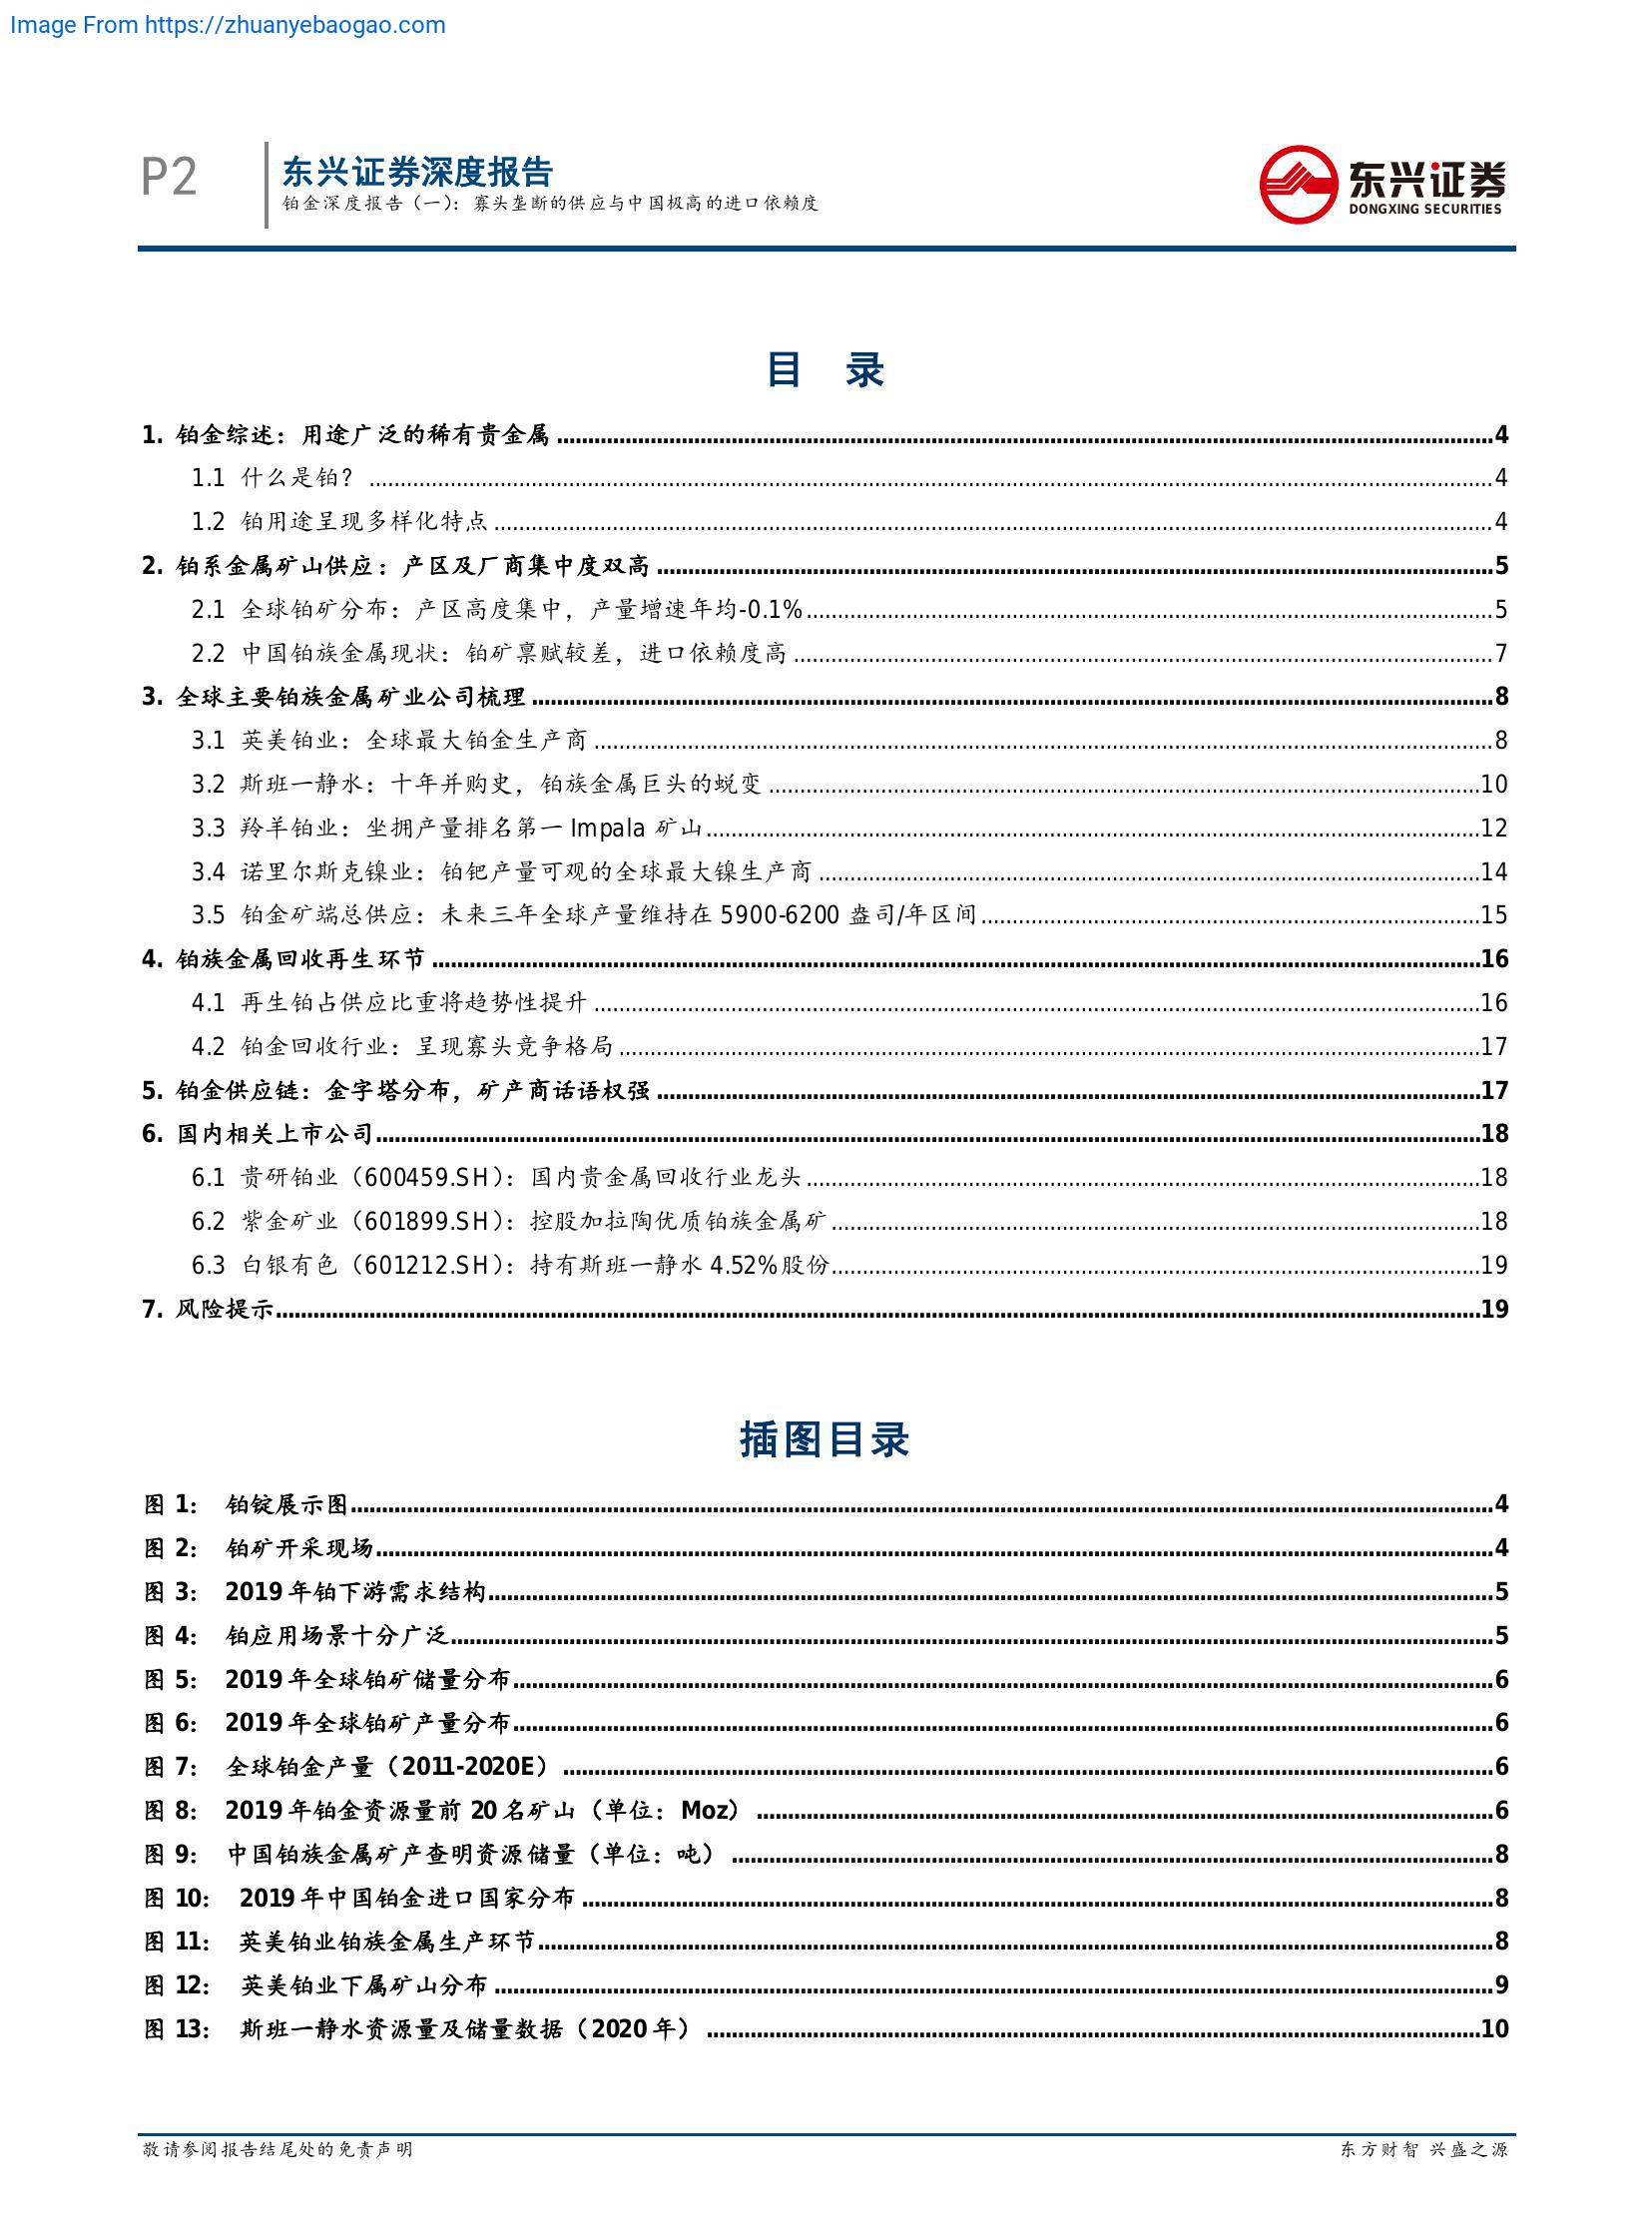 Image From https://zhuanyebaogao.com
P2
东兴证券深度报告
铂金深度报告（一）：寡头垄断的供应与中国极高的进口依赖度
东兴证券
DONGXING SECURITIES
目 录
1. 铂金综述：用途广泛的稀有贵金属 4
1.1 什么是铂？ 4
1.2 铂用途呈现多样化特点 4
2. 铂系金属矿山供应：产区及厂商集中度双高 5
2.1 全球铂矿分布：产区高度集中，产量增速年均-0.1% 5
2.2 中国铂族金属现状：铂矿禀赋较差，进口依赖度高 7
3. 全球主要铂族金属矿业公司梳理 8
3.1 英美铂业：全球最大铂金生产商 8
3.2 斯班一静水：十年并购史，铂族金属巨头的蜕变 10
3.3 羚羊铂业：坐拥产量排名第一 Impala 矿山 12
3.4 诺里尔斯克镍业：铂钯产量可观的全球最大镍生产商 14
3.5 铂金矿端总供应：未来三年全球产量维持在 5900-6200 盎司/年区间 15
4. 铂族金属回收再生环节 16
4.1 再生铂占供应比重将趋势性提升 16
4.2 铂金回收行业：呈现寡头竞争格局 17
5. 铂金供应链：金字塔分布，矿产商话语权强 17
6. 国内相关上市公司 18
6.1 贵研铂业（600459.SH）：国内贵金属回收行业龙头 18
6.2 紫金矿业（601899.SH）：控股加拉陶优质铂族金属矿 18
6.3 白银有色（601212.SH）：持有斯班一静水 4.52%股份 19
7. 风险提示 19
插图目录
图 1： 铂锭展示图 4
图 2： 铂矿开采现场 4
图 3： 2019 年铂下游需求结构 5
图 4： 铂应用场景十分广泛 5
图 5： 2019 年全球铂矿储量分布 6
图 6： 2019 年全球铂矿产量分布 6
图 7： 全球铂金产量（2011-2020E） 6
图 8： 2019 年铂金资源量前 20 名矿山（单位：Moz） 6
图 9： 中国铂族金属矿产查明资源储量（单位：吨） 8
图 10： 2019 年中国铂金进口国家分布 8
图 11： 英美铂业铂族金属生产环节 8
图 12： 英美铂业下属矿山分布 9
图 13： 斯班一静水资源量及储量数据（2020 年） 10
敬请参阅报告结尾处的免责声明
东方财智 兴盛之源